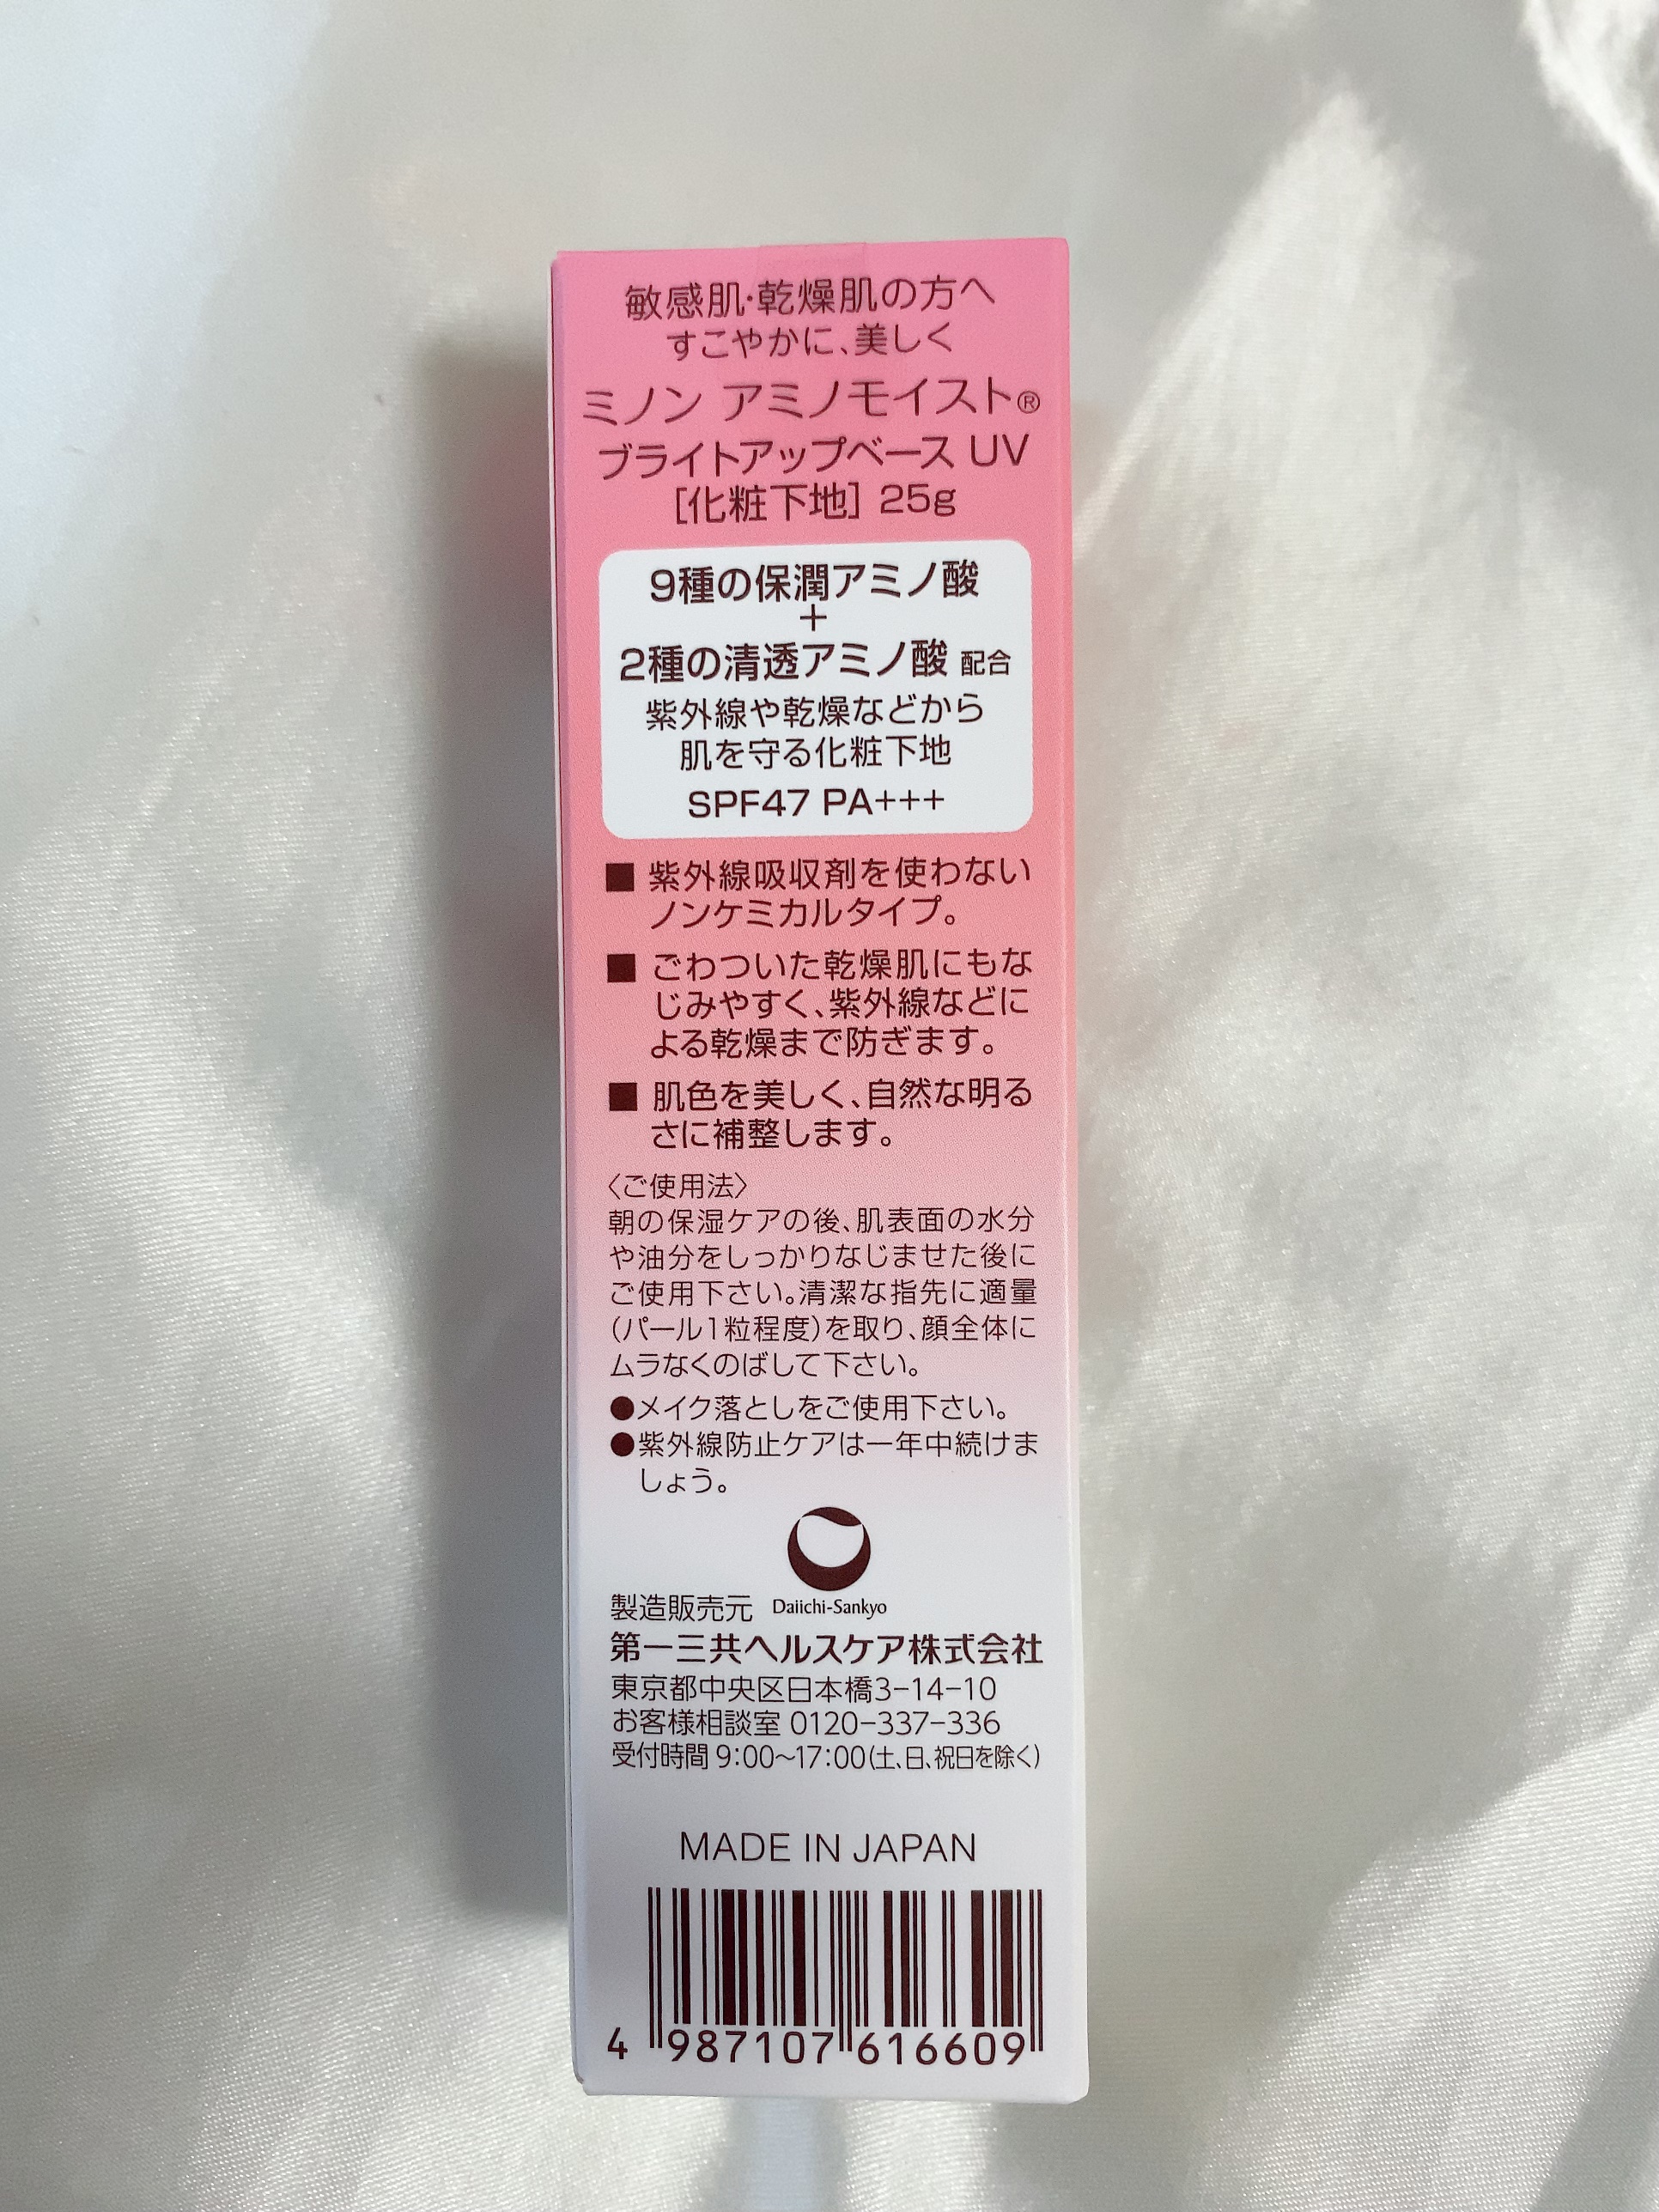 敏感肌・乾燥肌の方へ
すこやかに、美しく
ミノン アミノモイスト®
ブライトアップベース UV
[化粧下地] 25g
9種の保潤アミノ酸
+
2種の清透アミノ酸 配合
紫外線や乾燥などから
肌を守る化粧下地
SPF47 PA+++
■ 紫外線吸収剤を使わない
ノンケミカルタイプ。
■ ごわついた乾燥肌にもな
じみやすく、紫外線などに
よる乾燥まで防ぎます。
■ 肌色を美しく、自然な明る
さに補整します。
〈ご使用法〉
朝の保湿ケアの後、肌表面の水分
や油分をしっかりなじませた後に
ご使用下さい。清潔な指先に適量
(パール1粒程度)を取り、顔全体に
ムラなくのばして下さい。
●メイク落としをご使用下さい。
●紫外線防止ケアは一年中続けま
しょう。
製造販売元 Daiichi-Sankyo
第一三共ヘルスケア株式会社
東京都中央区日本橋3-14-10
お客様相談室 0120-337-336
受付時間 9:00~17:00(土、日、祝日を除く)
MADE IN JAPAN
4 987107 616609